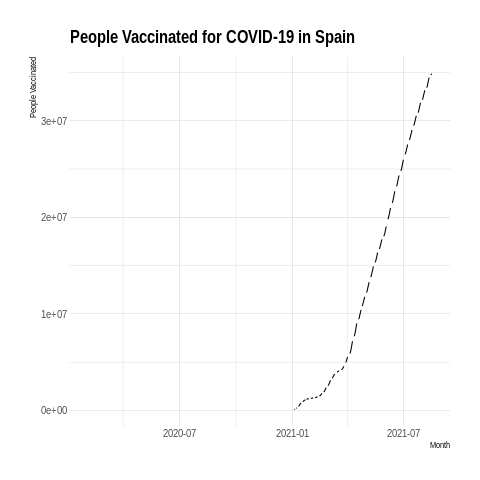 People Vaccinated for COVID-19 in Spain
People Vaccinated
3e+07
2e+07
1e+07
0e+00
2020-07
2021-01
2021-07
Month